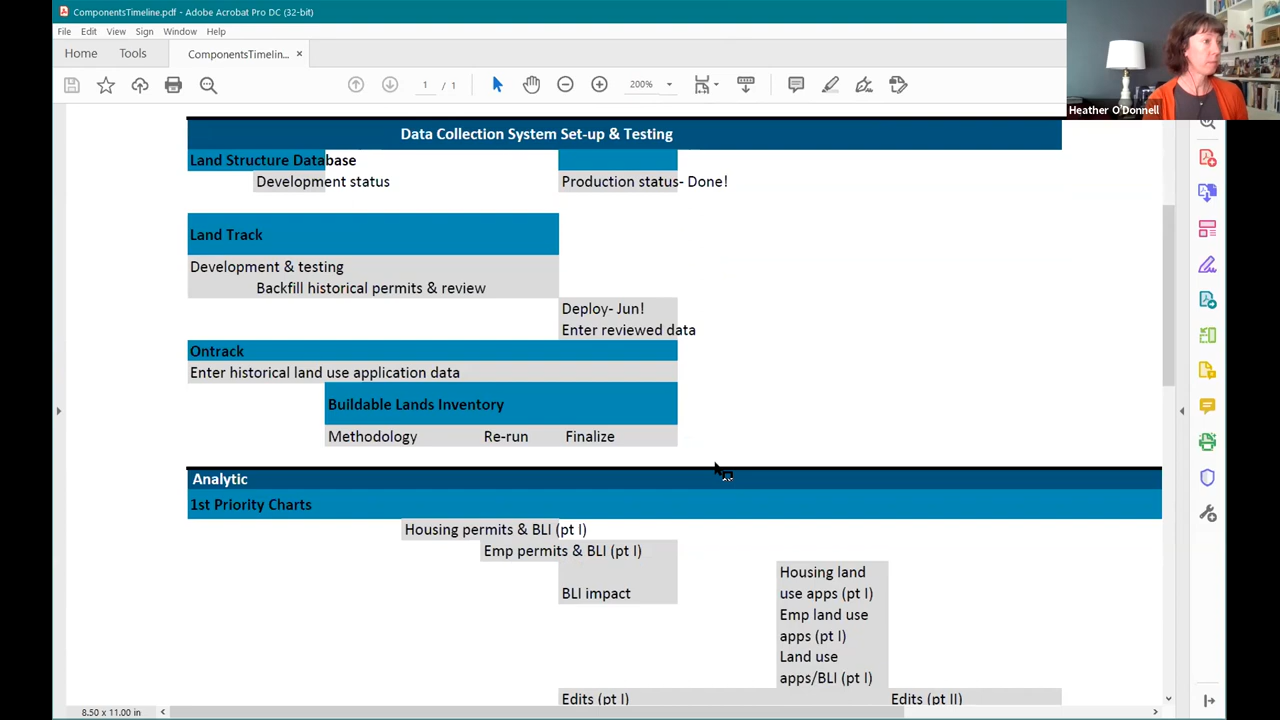 ComponentsTimeline.pdf - Adobe Acrobat Pro DC (32-bit)
File Edit View Sign Window Help
Home Tools ComponentsTimelin... ×
1 / 1 200%
Heather O'Donnell
Data Collection System Set-up & Testing
Land Structure Database
Development status Production status- Done!
Land Track
Development & testing
Backfill historical permits & review
Deploy- Jun!
Enter reviewed data
Ontrack
Enter historical land use application data
Buildable Lands Inventory
Methodology Re-run Finalize
Analytic
1st Priority Charts
Housing permits & BLI (pt I)
Emp permits & BLI (pt I)
BLI impact
Housing land
use apps (pt I)
Emp land use
apps (pt I)
Land use
apps/BLI (pt I)
Edits (pt I) Edits (pt II)
8.50 x 11.00 in